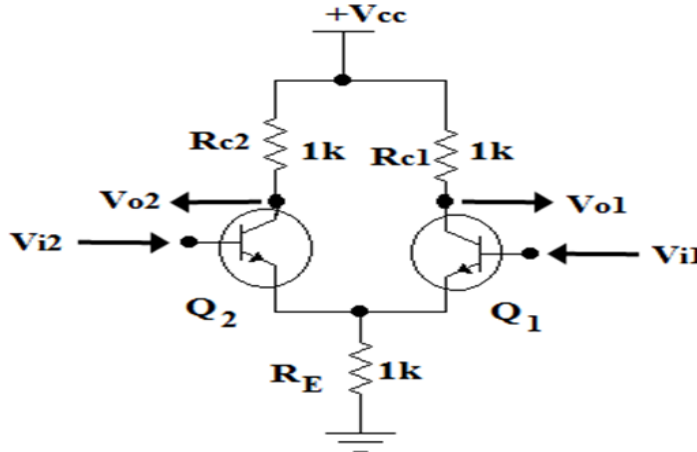 +Vcc
Rc2 1k Rc1 1k
Vo2 Vo1
Vi2 Vi1
Q2 Q1
RE 1k